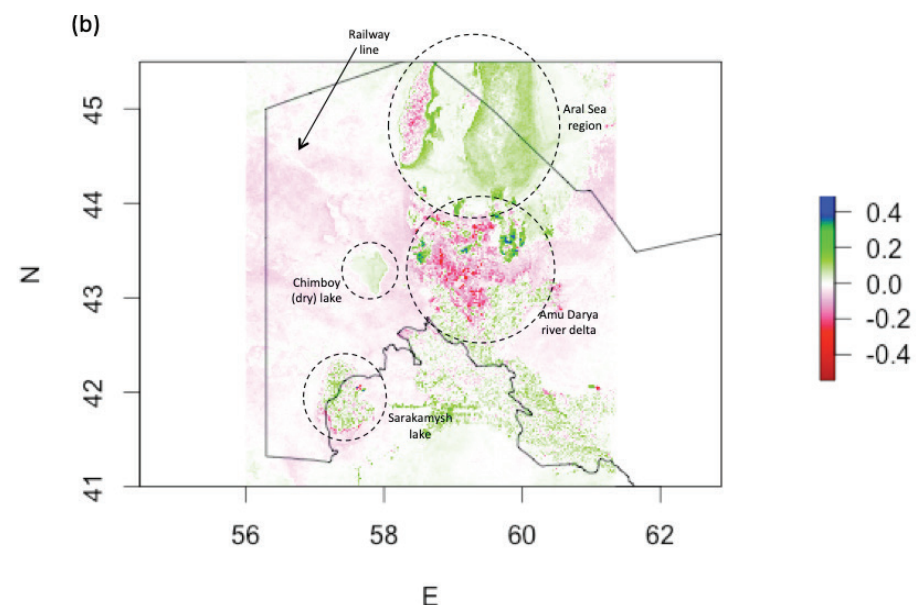 (b)
Railway
line
Aral Sea
region
Chimboy
(dry) lake
Amu Darya
river delta
Sarakamysh
lake
45
44
43
42
41
N
56
58
60
62
E
0.4
0.2
0.0
-0.2
-0.4